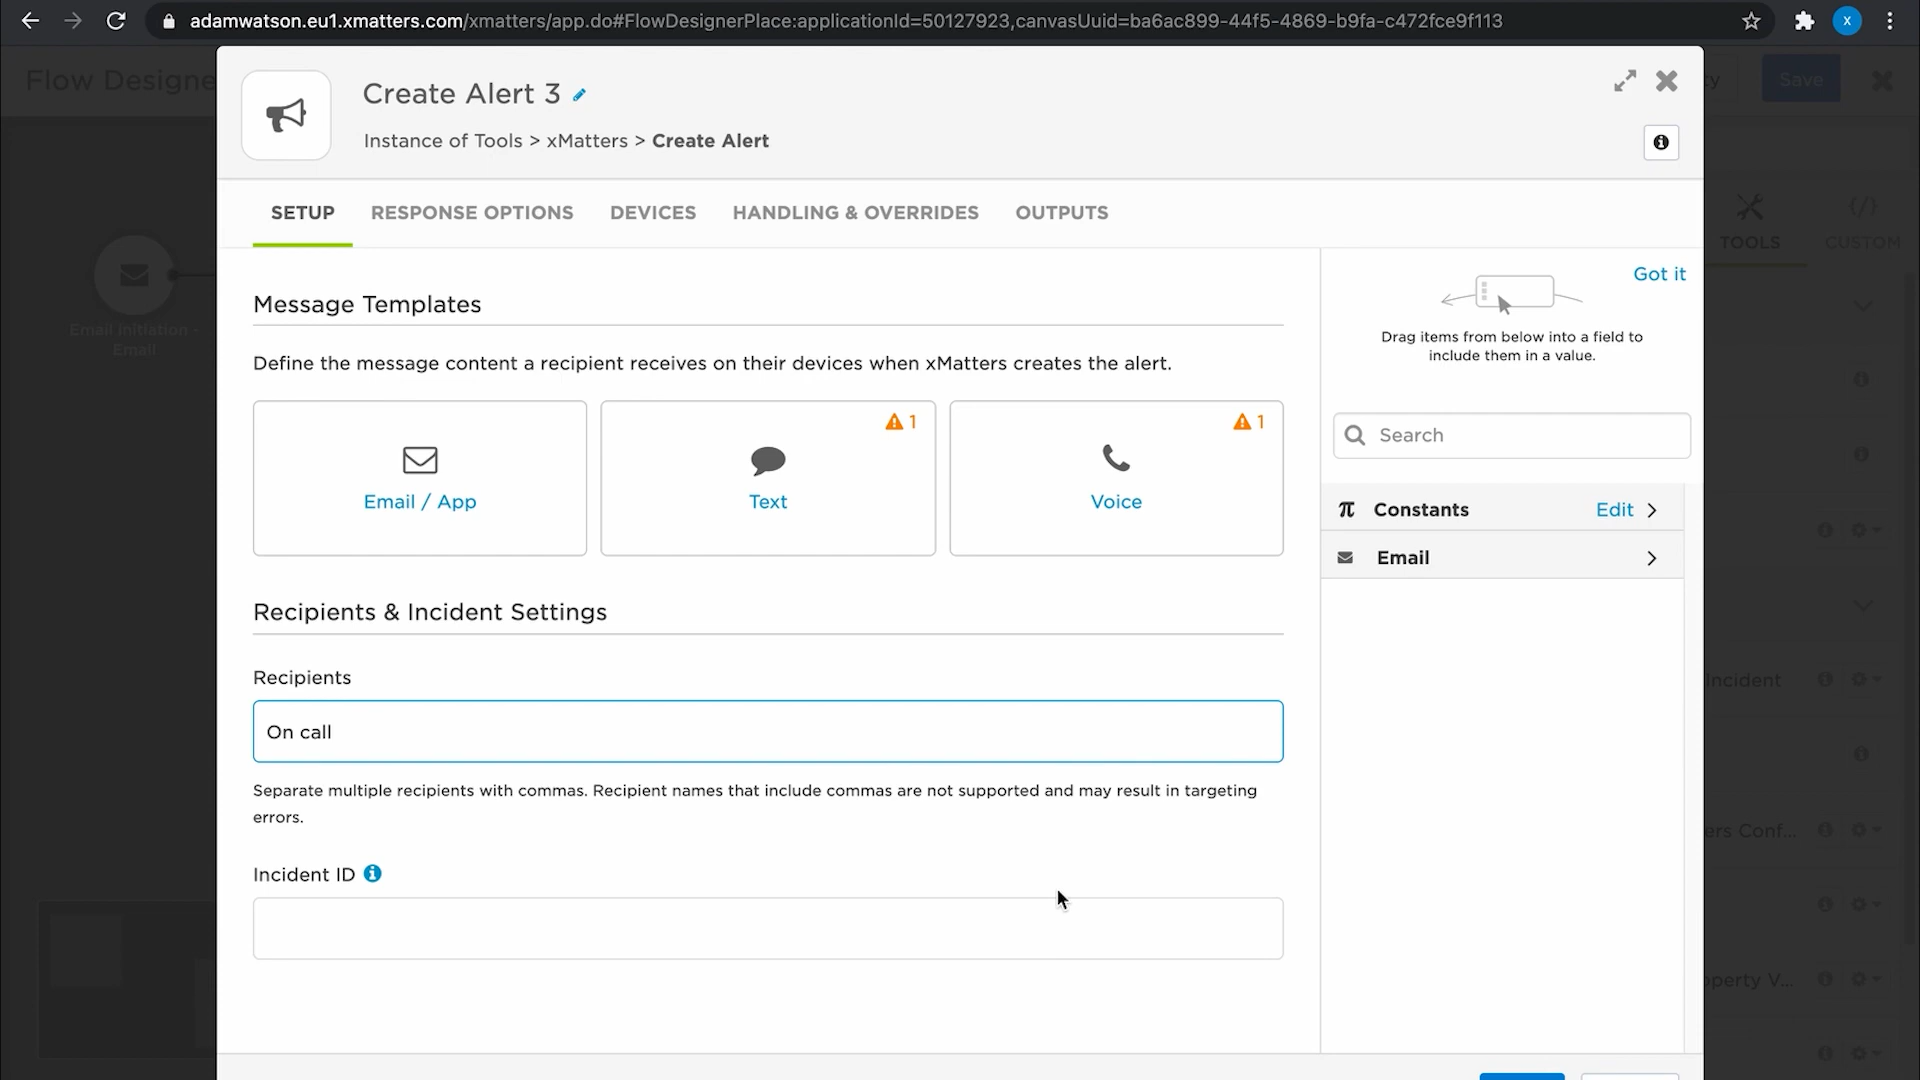 adamwatson.eu1.xmatters.com/xmatters/app.do#FlowDesignerPlace:applicationId=50127923,canvasUuid=ba6ac899-44f5-4869-b9fa-c472fce9f113
X
Flow Designe
Create Alert 3
Save
Instance of Tools > xMatters > Create Alert
SETUP RESPONSE OPTIONS DEVICES HANDLING & OVERRIDES OUTPUTS
TOOLS CUSTOM
Got it
Message Templates
Email Initiation -
Email
Drag items from below into a field to
include them in a value.
Define the message content a recipient receives on their devices when xMatters creates the alert.
1
1
Search
Email / App
Text
Voice
Constants Edit
Email
Recipients & Incident Settings
Recipients
Incident
On call
Separate multiple recipients with commas. Recipient names that include commas are not supported and may result in targeting
errors.
ers Conf...
Incident ID
perty V...